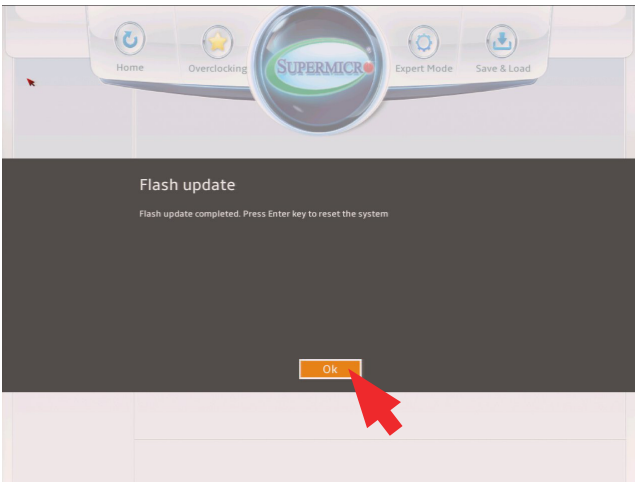 Home
Overclocking
SUPERMICR
Expert Mode
Save & Load
Flash update
Flash update completed. Press Enter key to reset the system
Ok